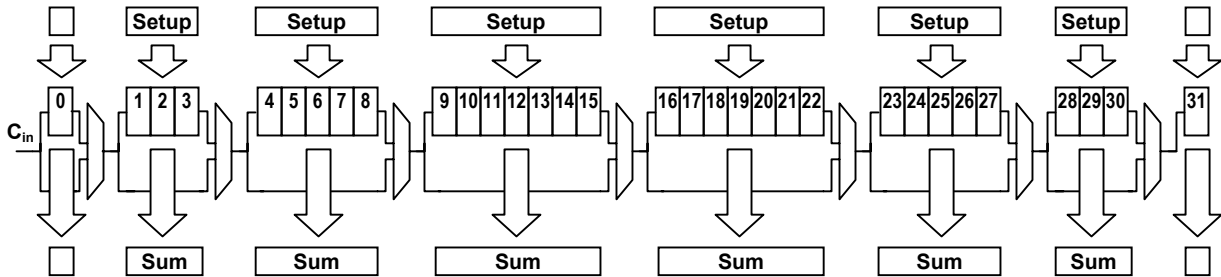 Setup Setup Setup Setup Setup Setup
0 1 2 3 4 5 6 7 8 9 10 11 12 13 14 15 16 17 18 19 20 21 22 23 24 25 26 27 28 29 30 31
Cin
Sum Sum Sum Sum Sum Sum